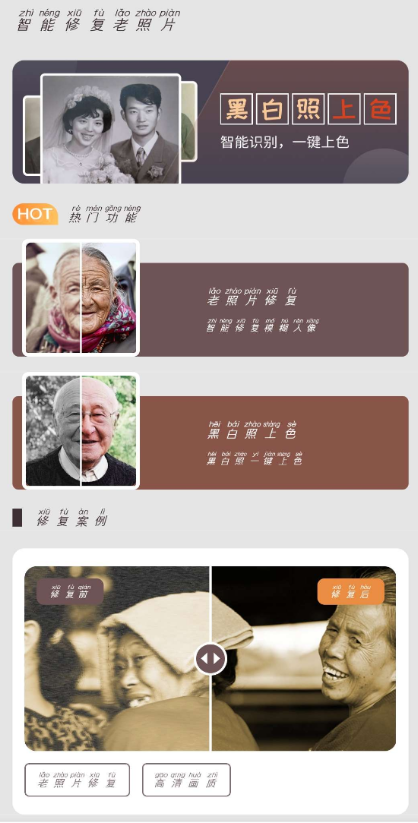 zhì néng xiū fù lǎo zhào piàn
智能修复老照片
黑白照上色
智能识别，一键上色
HOT
rè mén gōng néng
热门功能
lǎo zhào piàn xiū fù
老照片修复
zhì néng xiū fù mó hú rén xiàng
智能修复模糊人像
hēi bái zhào shàng sè
黑白照上色
hēi bái zhào yí jiàn shàng sè
黑白照一键上色
xiū fù àn lì
修复案例
xiū fù qián
修复前
xiū fù hòu
修复后
lǎo zhào piàn xiū fù
老照片修复
gāo qīng huà zhì
高清画质